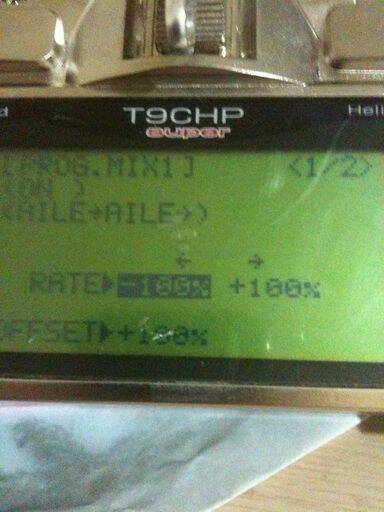 T9CHP
super
[PROG.MIX1] <1/2>
(ON )
(AILE→AILE→)
← →
RATE▶-100% +100%
OFFSET▶+100%